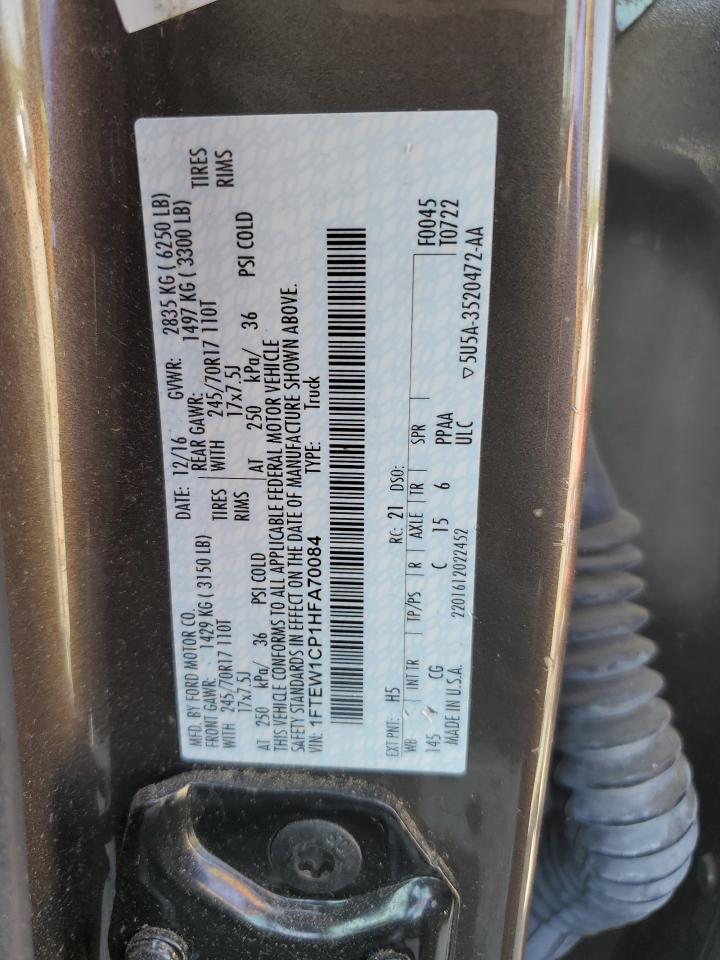 MFD. BY FORD MOTOR CO.
DATE: 12/16 GVWR: 2835 KG ( 6250 LB)
FRONT GAWR: 1429 KG ( 3150 LB)
REAR GAWR: 1497 KG ( 3300 LB)
WITH 245/70R17 110T TIRES
WITH 245/70R17 110T TIRES
17x7.5J RIMS
17x7.5J RIMS
AT 250 kPa/ 36 PSI COLD
AT 250 kPa/ 36 PSI COLD
THIS VEHICLE CONFORMS TO ALL APPLICABLE FEDERAL MOTOR VEHICLE
SAFETY STANDARDS IN EFFECT ON THE DATE OF MANUFACTURE SHOWN ABOVE.
VIN: 1FTEW1CP1HFA70084 TYPE: Truck
EXT PNT: H5 RC: 21 DSO: F0045
WB INT TR TP/PS R AXLE TR SPR T0722
145 CG C 15 6 PPAA
MADE IN U.S.A. 2201612022452 ULC ▽5U5A-3520472-AA